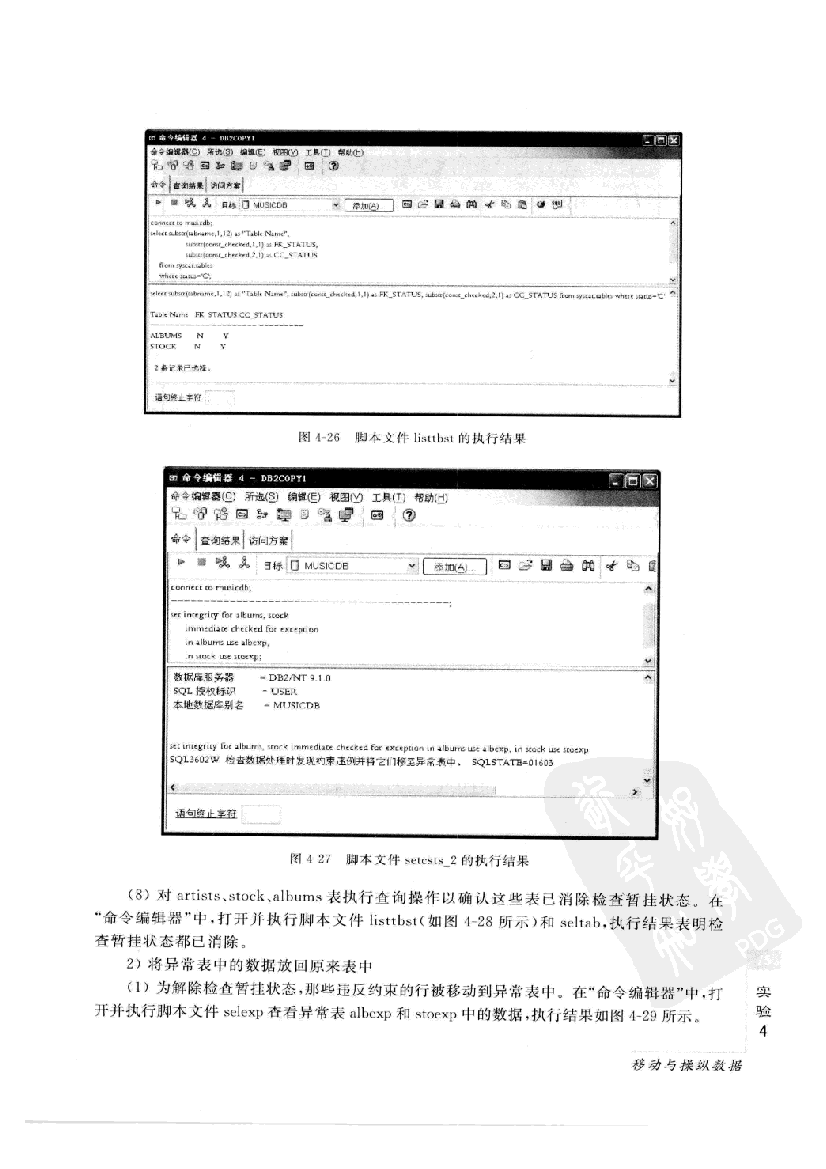 命令编辑器 4 - DB2COPY1
命令编辑器(C) 所选(S) 编辑(E) 视图(V) 工具(T) 帮助(H)
命令 查询结果 访问方案
目标 MUSICDB 添加(A)
connect to musicdb;
select substr(tabname,1,12) as "Table Name",
substr(const_checked,1,1) as FK_STATUS,
substr(const_checked,2,1) as CC_STATUS
from syscat.tables
where status='C';
select substr(tabname,1,12) as "Table Name", substr(const_checked,1,1) as FK_STATUS, substr(const_checked,2,1) as CC_STATUS from syscat.tables where status='C'
Table Name FK_STATUS CC_STATUS
ALBUMS N Y
STOCK N Y
2 条记录已选择。
语句终止字符
图 4-26 脚本文件 listtbst 的执行结果
命令编辑器 4 - DB2COPY1
命令编辑器(C) 所选(S) 编辑(E) 视图(V) 工具(T) 帮助(H)
命令 查询结果 访问方案
目标 MUSICDB 添加(A)...
connect to musicdb;
set integrity for albums, stock
immediate checked for exception
in albums use albexp,
in stock use stoexp;
数据库服务器 = DB2/NT 9.1.0
SQL 授权标识 = USER
本地数据库别名 = MUSICDB
set integrity for albums, stock immediate checked for exception in albums use albexp, in stock use stoexp
SQL3602W 检查数据处理时发现约束违例并将它们移至异常表中。 SQLSTATE=01603
语句终止字符
图 4-27 脚本文件 setcsts_2 的执行结果
(8) 对 artists、stock、albums 表执行查询操作以确认这些表已消除检查暂挂状态。在
“命令编辑器”中，打开并执行脚本文件 listtbst(如图 4-28 所示)和 seltab，执行结果表明检
查暂挂状态都已消除。
2) 将异常表中的数据放回原来表中
(1) 为解除检查暂挂状态，那些违反约束的行被移动到异常表中。在“命令编辑器”中，打
开并执行脚本文件 selexp 查看异常表 albexp 和 stoexp 中的数据，执行结果如图 4-29 所示。
PDG
实
验
4
移动与操纵数据